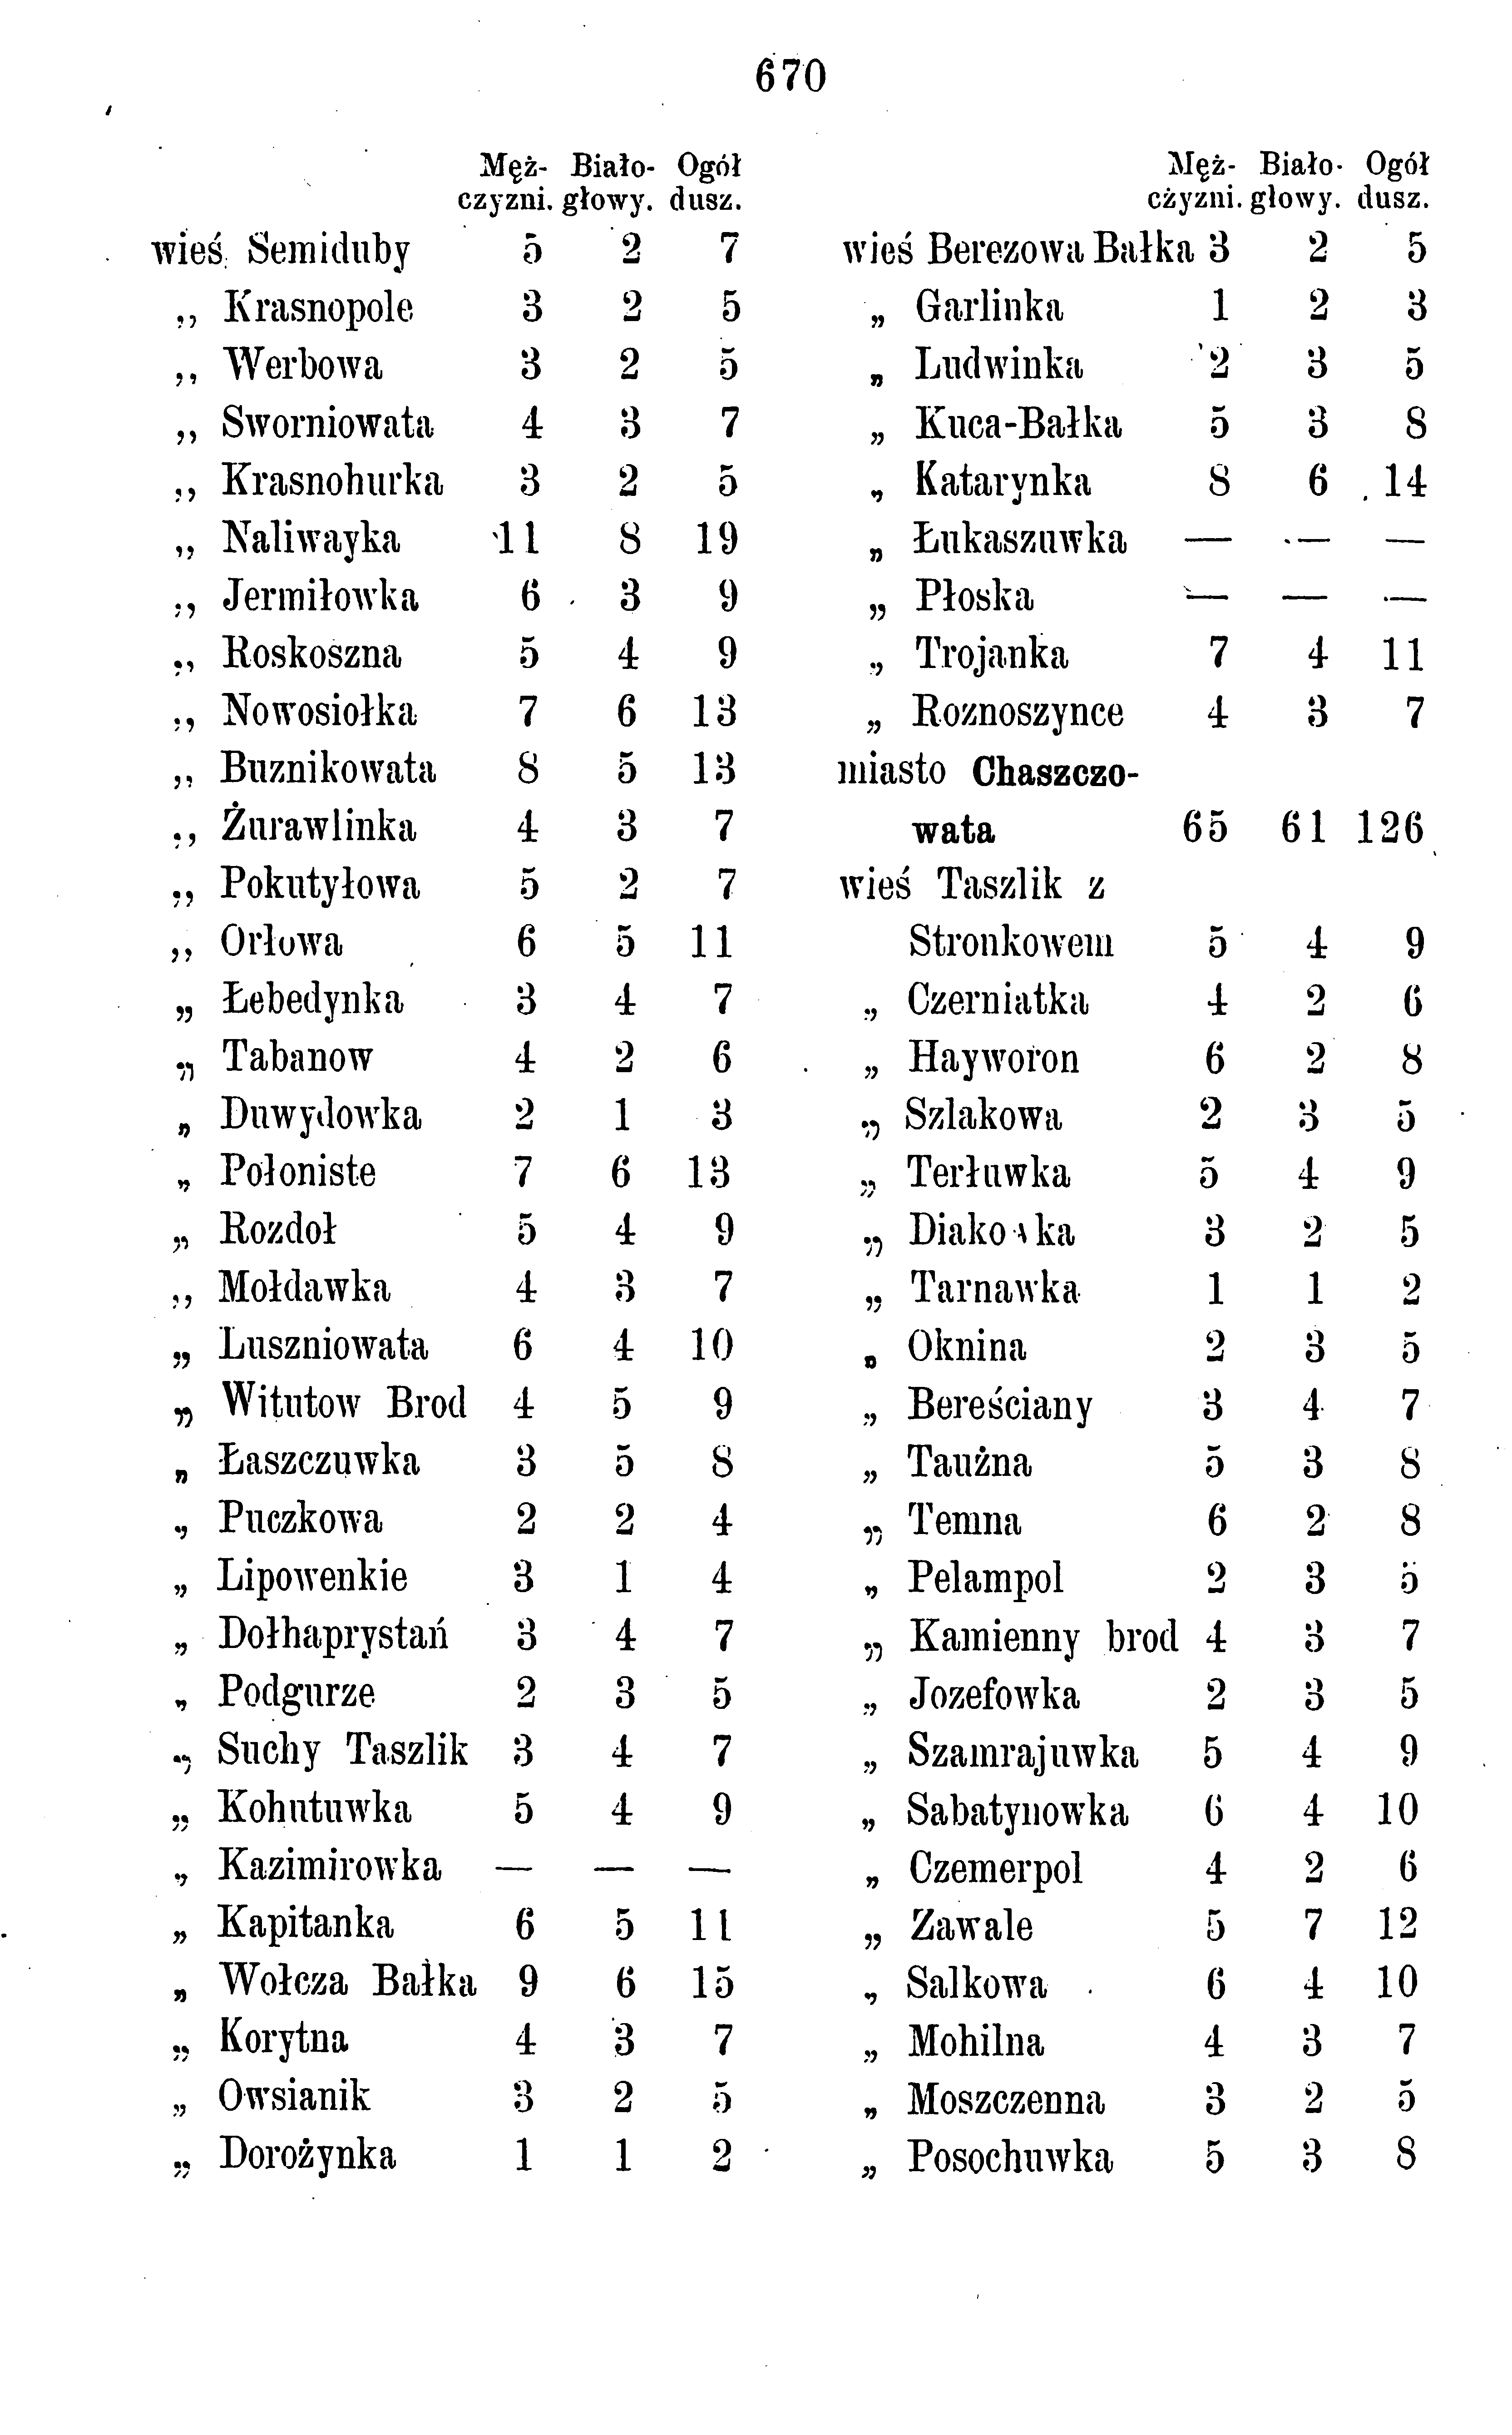 670
Męż- Biało- Ogół
czyzni. głowy. dusz.
wieś Semiduby 5 2 7
„ Krasnopole 3 2 5
„ Werbowa 3 2 5
„ Sworniowata 4 3 7
„ Krasnohurka 3 2 5
„ Naliwayka 11 8 19
„ Jermiłowka 6 3 9
„ Roskoszna 5 4 9
„ Nowosiołka 7 6 13
„ Buznikowata 8 5 13
„ Żurawlinka 4 3 7
„ Pokutyłowa 5 2 7
„ Orłowa 6 5 11
„ Łebedynka 3 4 7
„ Tabanow 4 2 6
„ Duwydowka 2 1 3
„ Połoniste 7 6 13
„ Rozdoł 5 4 9
„ Mołdawka 4 3 7
„ Luszniowata 6 4 10
„ Witutow Brod 4 5 9
„ Łaszczuwka 3 5 8
„ Puczkowa 2 2 4
„ Lipowenkie 3 1 4
„ Dołhaprystań 3 4 7
„ Podgurze 2 3 5
„ Suchy Taszlik 3 4 7
„ Kohutuwka 5 4 9
„ Kazimirowka — — —
„ Kapitanka 6 5 11
„ Wołcza Bałka 9 6 15
„ Korytna 4 3 7
„ Owsianik 3 2 5
„ Dorożynka 1 1 2
Męż- Biało- Ogół
czyzni. głowy. dusz.
wieś Berezowa Bałka 3 2 5
„ Garlinka 1 2 3
„ Ludwinka 2 3 5
„ Kuca-Bałka 5 3 8
„ Katarynka 8 6 14
„ Łukaszuwka — — —
„ Płoska — — —
„ Trojanka 7 4 11
„ Roznoszynce 4 3 7
miasto Chaszczo-
wata 65 61 126
wieś Taszlik z
Stronkowem 5 4 9
„ Czerniatka 4 2 6
„ Hayworon 6 2 8
„ Szlakowa 2 3 5
„ Terłuwka 5 4 9
„ Diakowka 3 2 5
„ Tarnawka 1 1 2
„ Oknina 2 3 5
„ Bereściany 3 4 7
„ Taużna 5 3 8
„ Temna 6 2 8
„ Pelampol 2 3 5
„ Kamienny brod 4 3 7
„ Jozefowka 2 3 5
„ Szamrajuwka 5 4 9
„ Sabatynowka 6 4 10
„ Czemerpol 4 2 6
„ Zawale 5 7 12
„ Salkowa 6 4 10
„ Mohilna 4 3 7
„ Moszczenna 3 2 5
„ Posochuwka 5 3 8